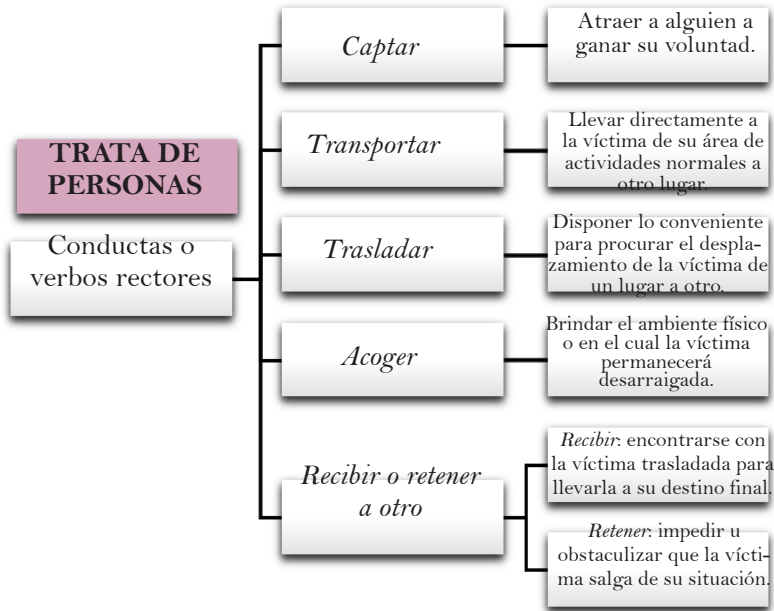 TRATA DE
PERSONAS
Conductas o
verbos rectores
Captar
Atraer a alguien a
ganar su voluntad.
Transportar
Llevar directamente a
la víctima de su área de
actividades normales a
otro lugar.
Trasladar
Disponer lo conveniente
para procurar el despla-
zamiento de la víctima de
un lugar a otro.
Acoger
Brindar el ambiente físico
o en el cual la víctima
permanecerá
desarraigada.
Recibir o retener
a otro
Recibir: encontrarse con
la víctima trasladada para
llevarla a su destino final.
Retener: impedir u
obstaculizar que la vícti-
ma salga de su situación.